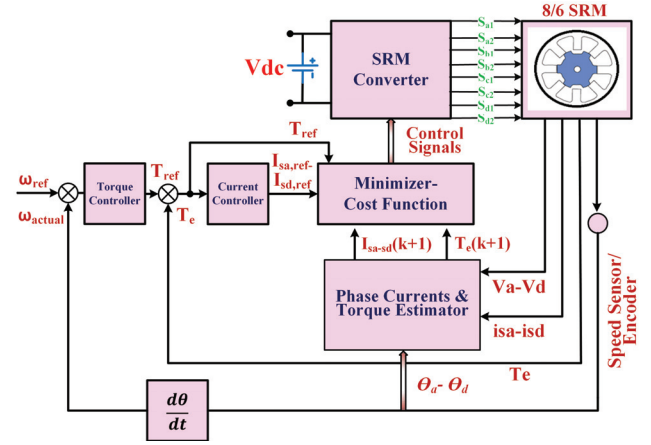 8/6 SRM
Vdc
SRM
Converter
Sa1
Sa2
Sb1
Sb2
Sc1
Sc2
Sd1
Sd2
Tref
Control
Signals
ωref
ωactual
Torque
Controller
Tref
Te
Current
Controller
Isa,ref-
Isd,ref
Minimizer-
Cost Function
Isa-sd(k+1)
Te(k+1)
Phase Currents &
Torque Estimator
Va-Vd
isa-isd
Speed Sensor/
Encoder
Te
Θa- Θd
dθ
dt